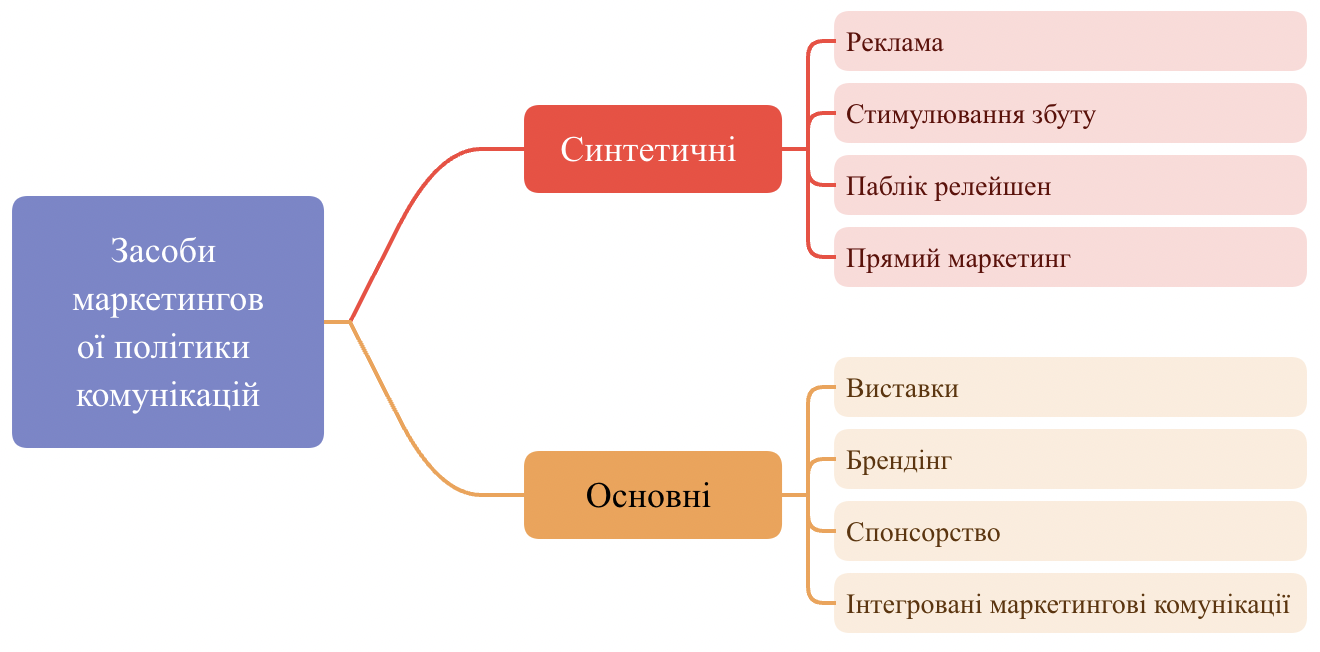 Засоби
маркетингов
ої політики
комунікацій
Синтетичні
Реклама
Стимулювання збуту
Паблік релейшен
Прямий маркетинг
Основні
Виставки
Брендінг
Спонсорство
Інтегровані маркетингові комунікації